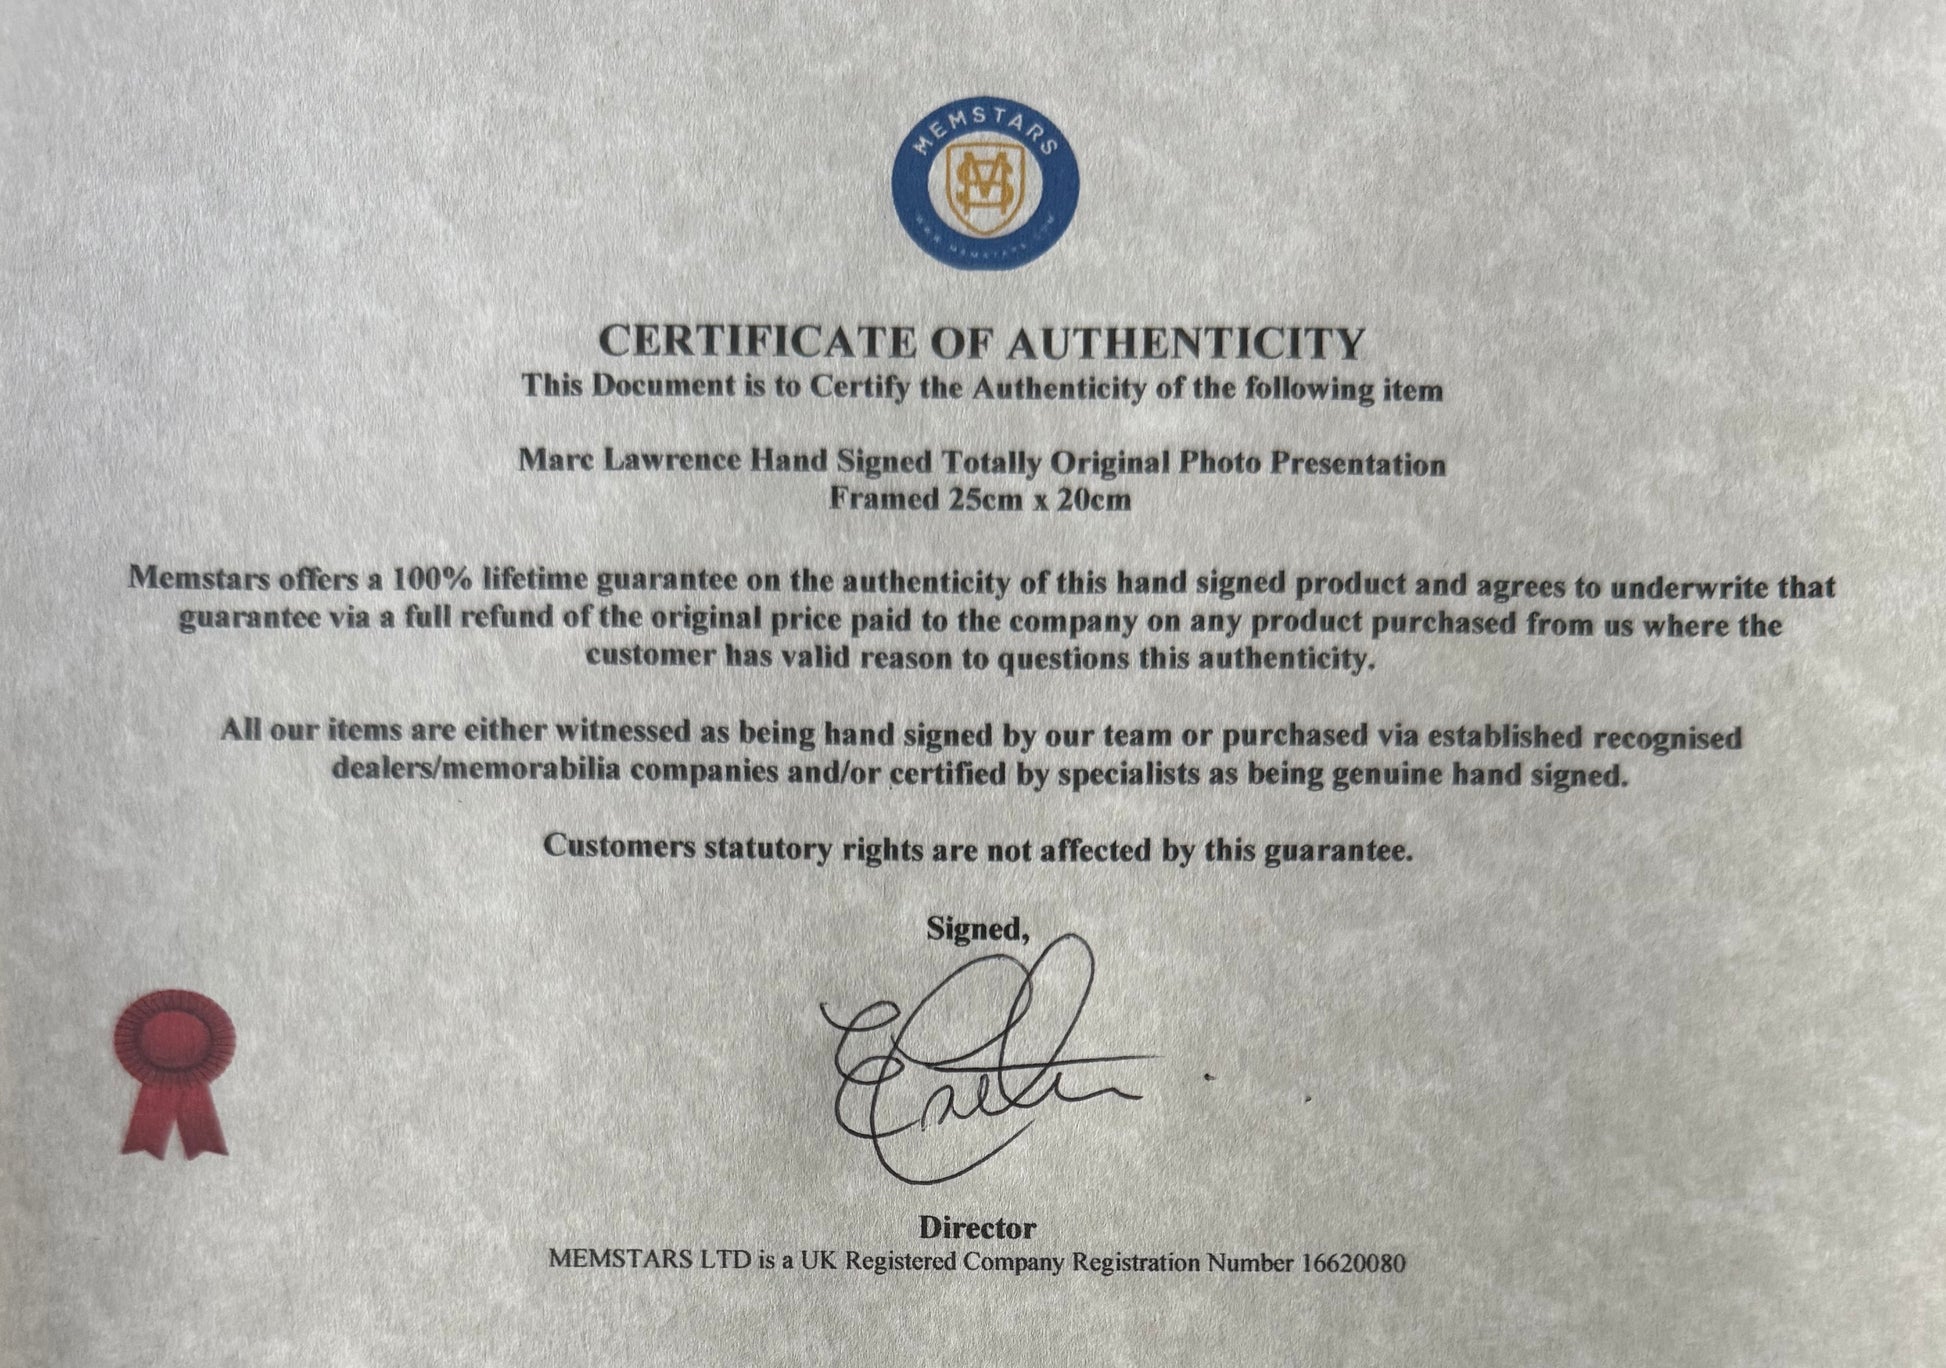 MEMSTARS
MS
WWW.MEMSTARS.COM
CERTIFICATE OF AUTHENTICITY
This Document is to Certify the Authenticity of the following item
Marc Lawrence Hand Signed Totally Original Photo Presentation
Framed 25cm x 20cm
Memstars offers a 100% lifetime guarantee on the authenticity of this hand signed product and agrees to underwrite that
guarantee via a full refund of the original price paid to the company on any product purchased from us where the
customer has valid reason to questions this authenticity.
All our items are either witnessed as being hand signed by our team or purchased via established recognised
dealers/memorabilia companies and/or certified by specialists as being genuine hand signed.
Customers statutory rights are not affected by this guarantee.
Signed,
Director
MEMSTARS LTD is a UK Registered Company Registration Number 16620080